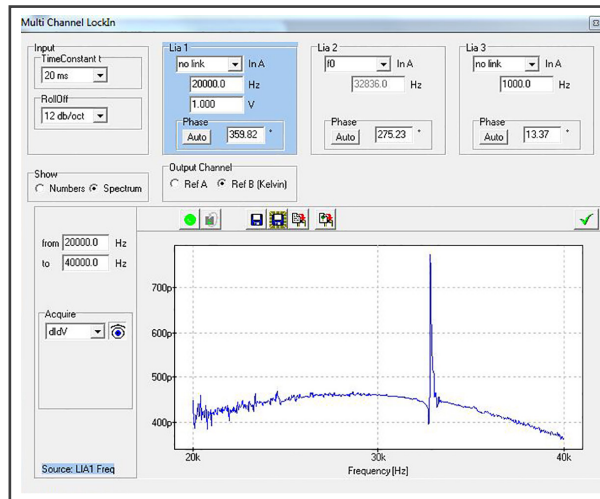 Multi Channel LockIn
Input
TimeConstant t
20 ms
RollOff
12 db/oct
Lia 1
no link In A
20000.0 Hz
1.000 V
Phase
Auto 359.82 °
Lia 2
f0 In A
32836.0 Hz
Phase
Auto 275.23 °
Lia 3
no link In A
1000.0 Hz
Phase
Auto 13.37 °
Show
Numbers Spectrum
Output Channel
Ref A Ref B (Kelvin)
from 20000.0 Hz
to 40000.0 Hz
Acquire
dIdV
Source: LIA1 Freq
700p
600p
500p
400p
20k 30k 40k
Frequency [Hz]